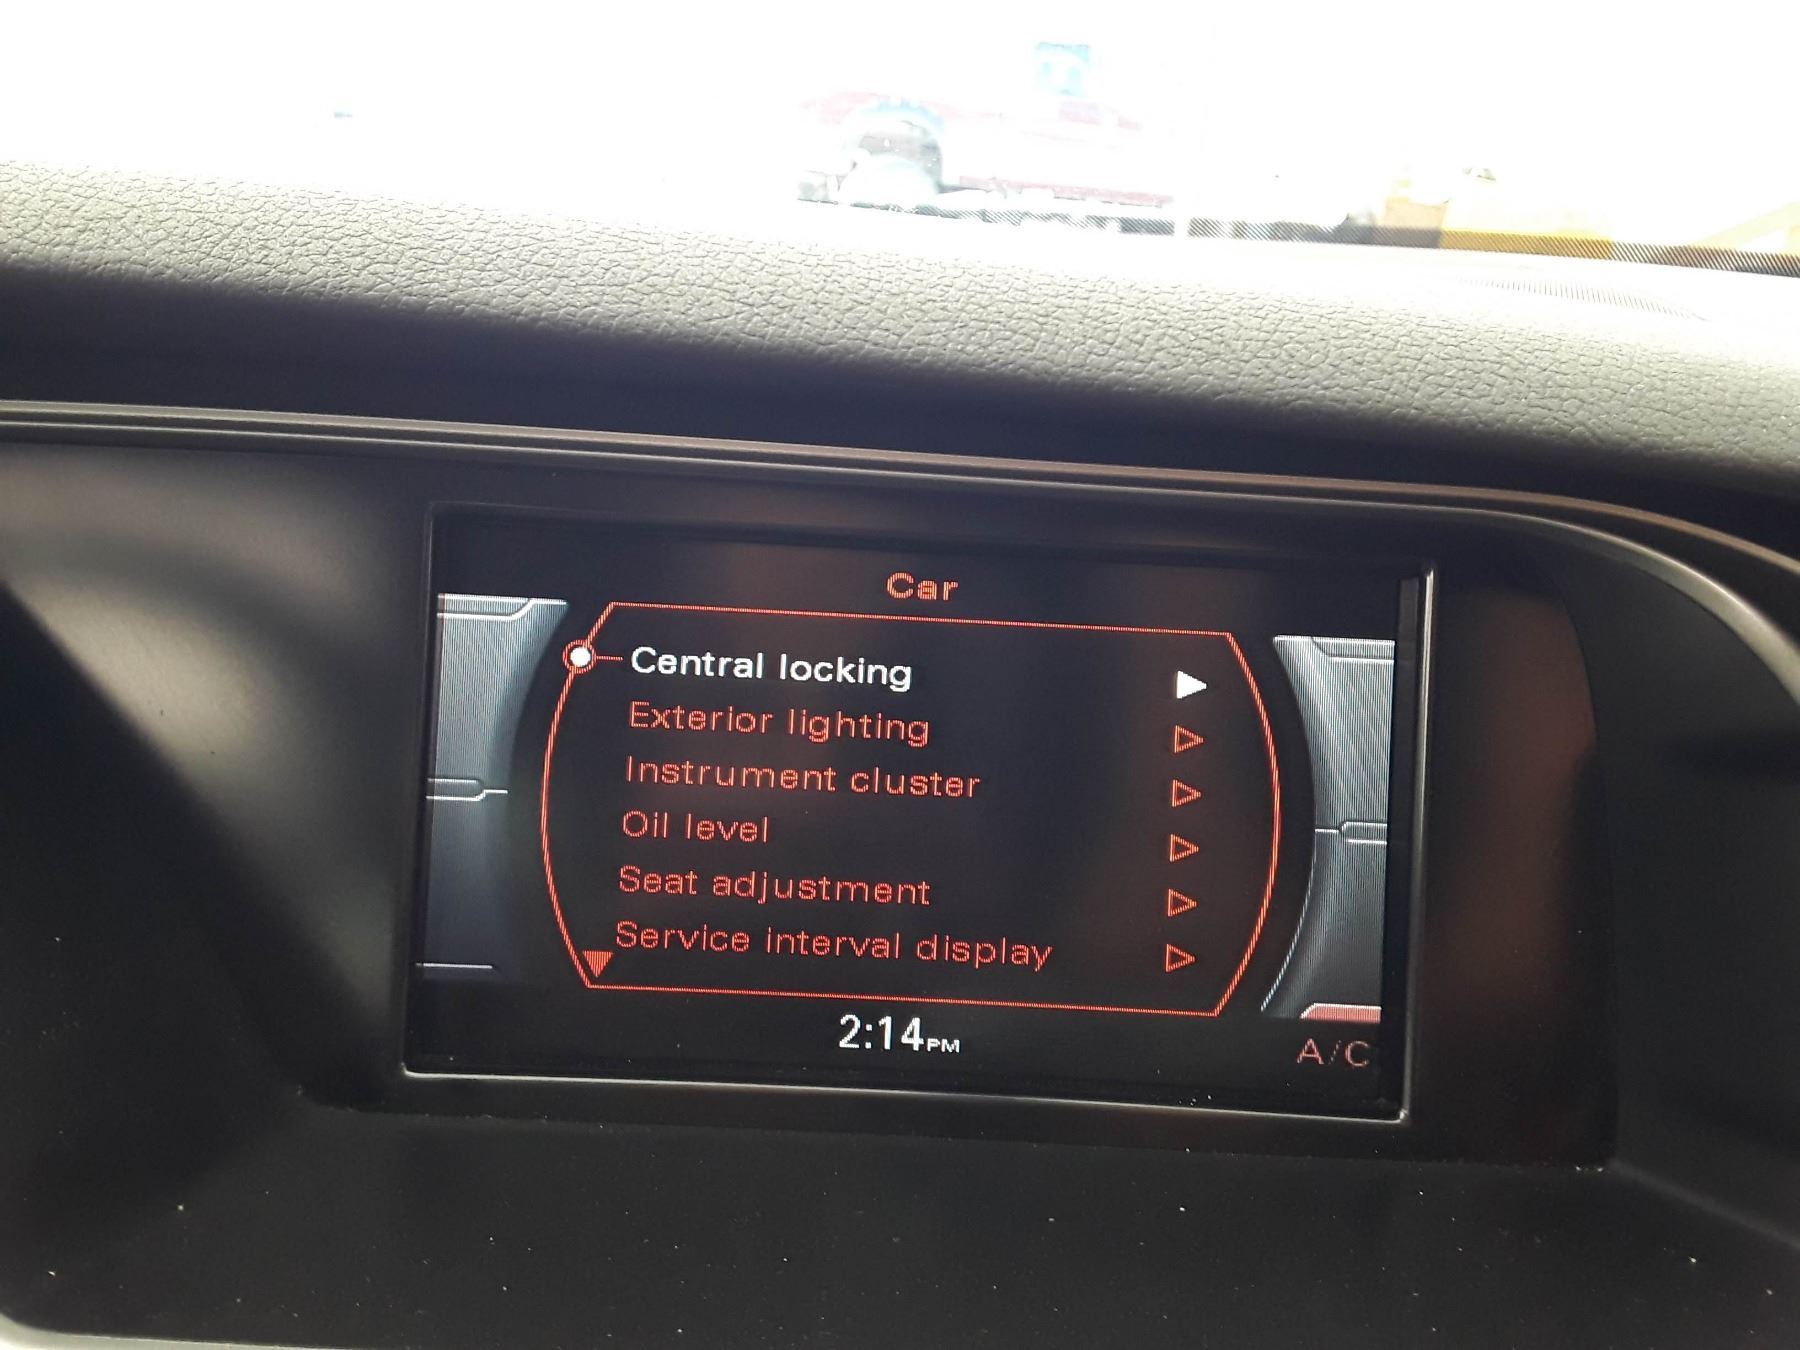 Car
Central locking
Exterior lighting
Instrument cluster
Oil level
Seat adjustment
Service interval display
2:14PM
A/C